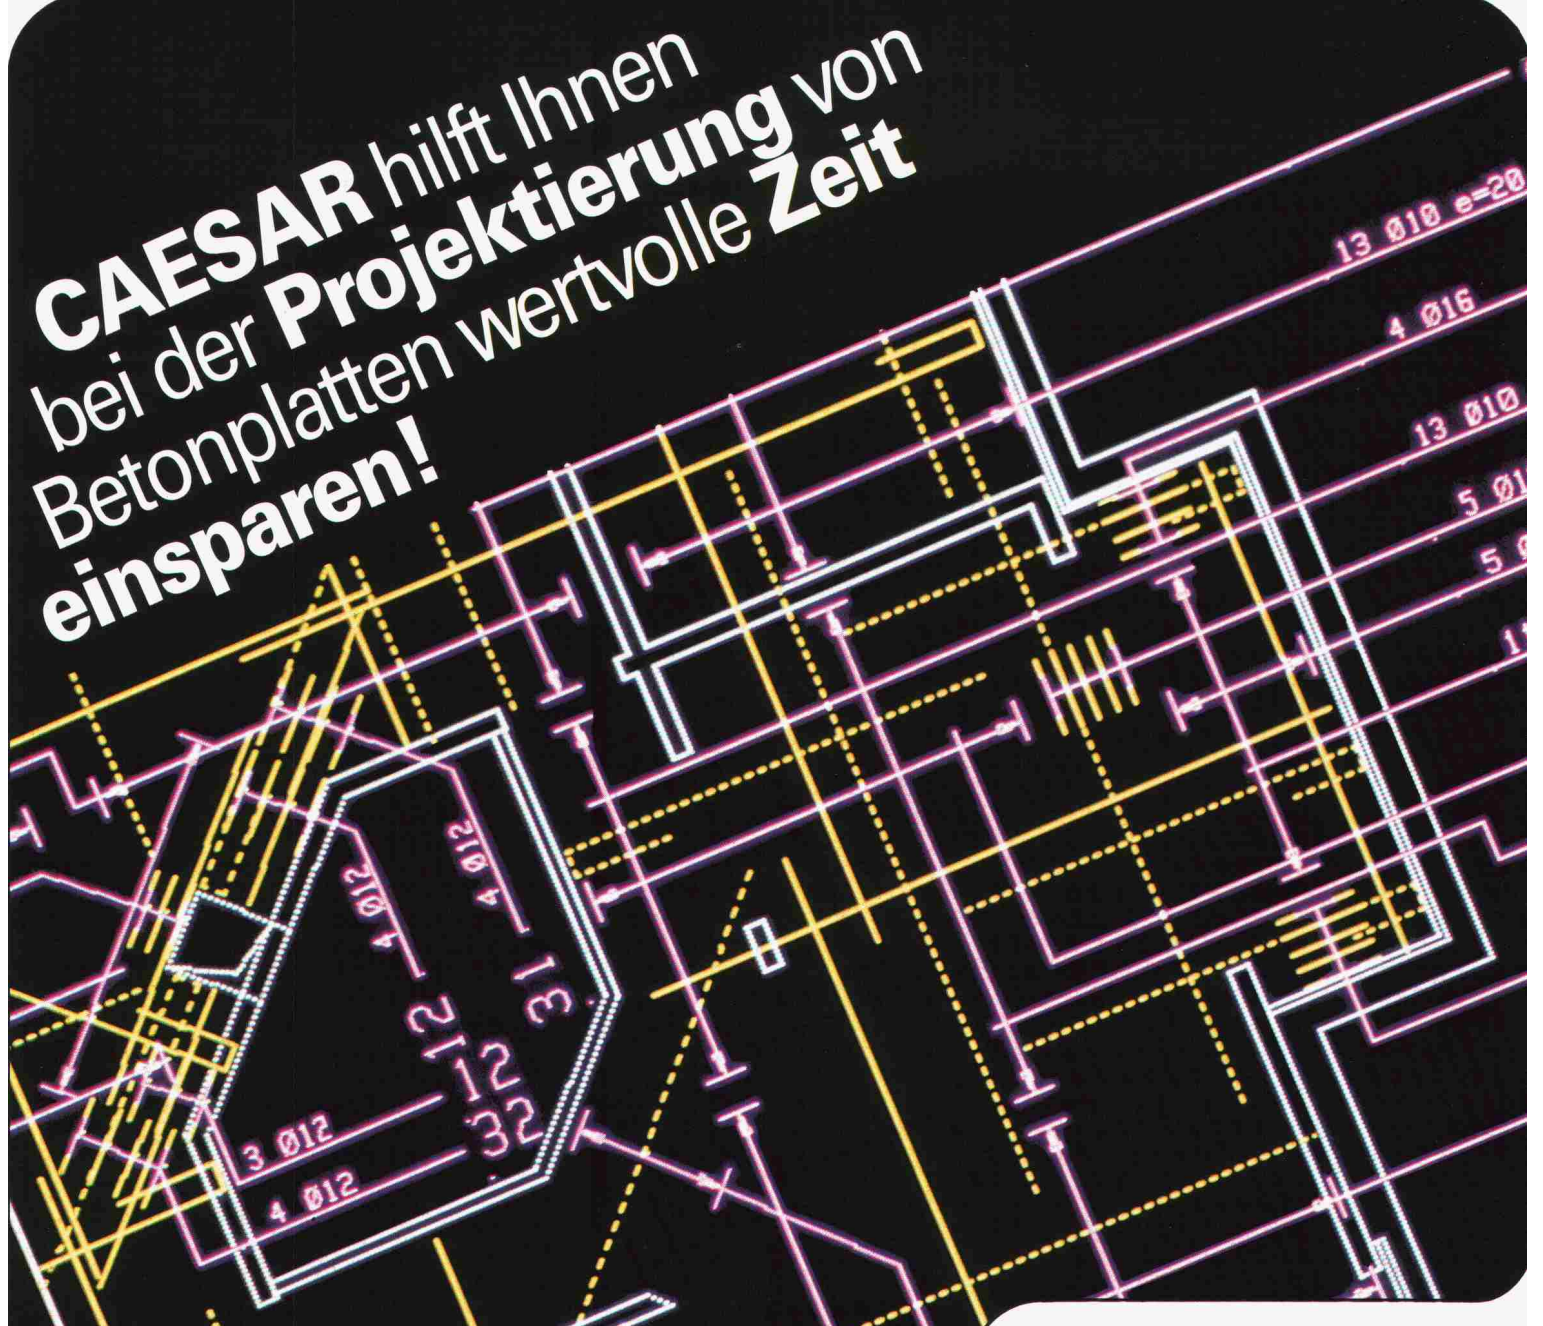 CAESAR hilft Ihnen
bei der Projektierung von
Betonplatten wertvolle Zeit
einsparen!
13 Ø10 e=20
4 Ø16
13 Ø10
4 Ø12
4 Ø12
12
31
12
32
3 Ø12
4 Ø12